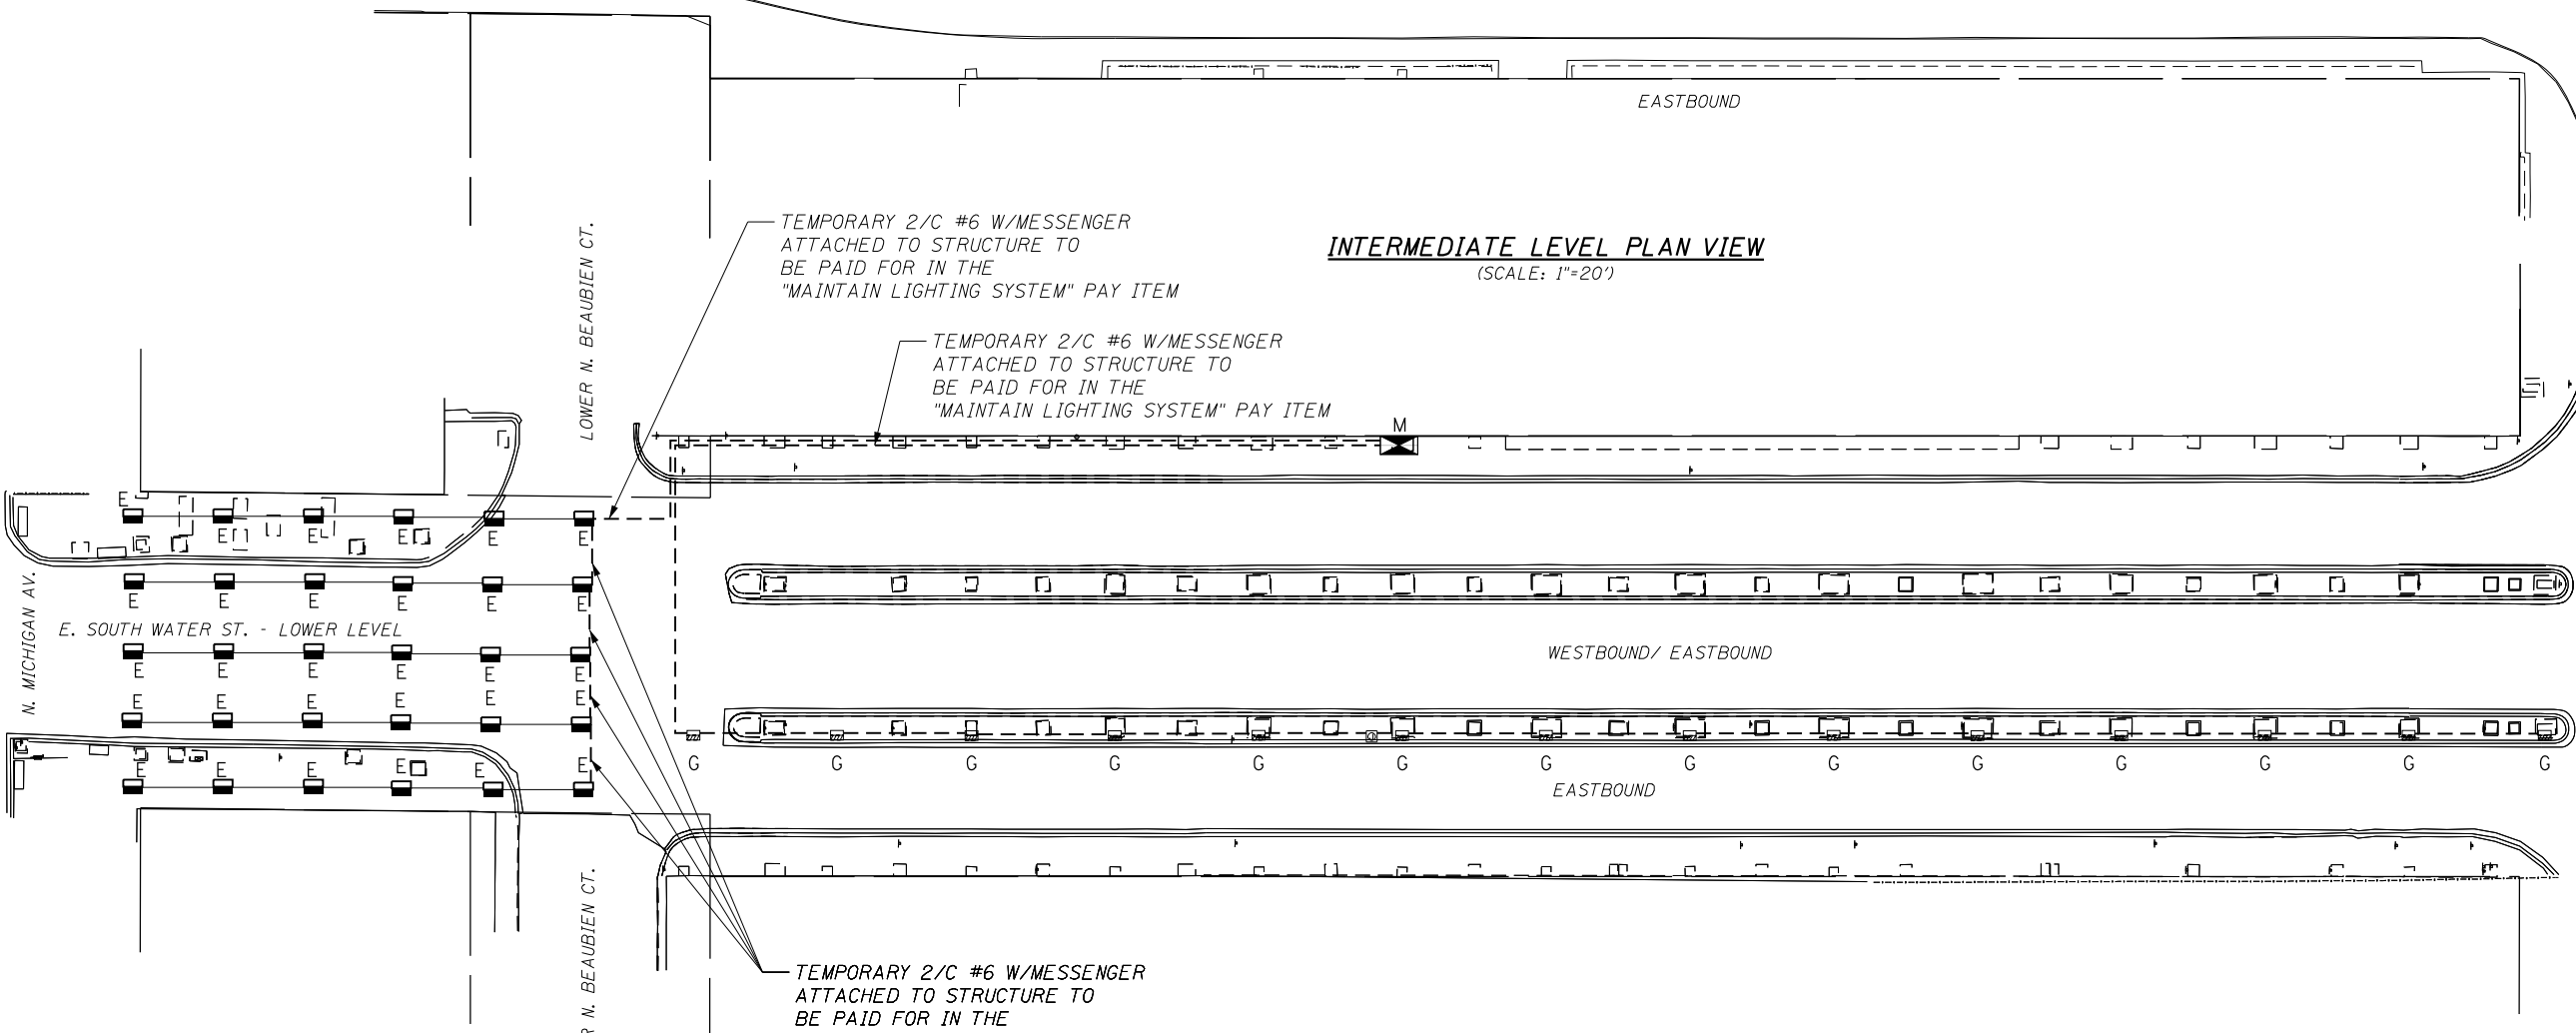 EASTBOUND
TEMPORARY 2/C #6 W/MESSENGER
ATTACHED TO STRUCTURE TO
BE PAID FOR IN THE
"MAINTAIN LIGHTING SYSTEM" PAY ITEM
INTERMEDIATE LEVEL PLAN VIEW
(SCALE: 1"=20')
LOWER N. BEAUBIEN CT.
TEMPORARY 2/C #6 W/MESSENGER
ATTACHED TO STRUCTURE TO
BE PAID FOR IN THE
"MAINTAIN LIGHTING SYSTEM" PAY ITEM
M
E
E E E E E
E E E E E E
N. MICHIGAN AV.
E. SOUTH WATER ST. - LOWER LEVEL
WESTBOUND/ EASTBOUND
E E E E E E
E E E E E E
E E E E E E
G G G G G G G G G G G G G G
EASTBOUND
R N. BEAUBIEN CT.
TEMPORARY 2/C #6 W/MESSENGER
ATTACHED TO STRUCTURE TO
BE PAID FOR IN THE